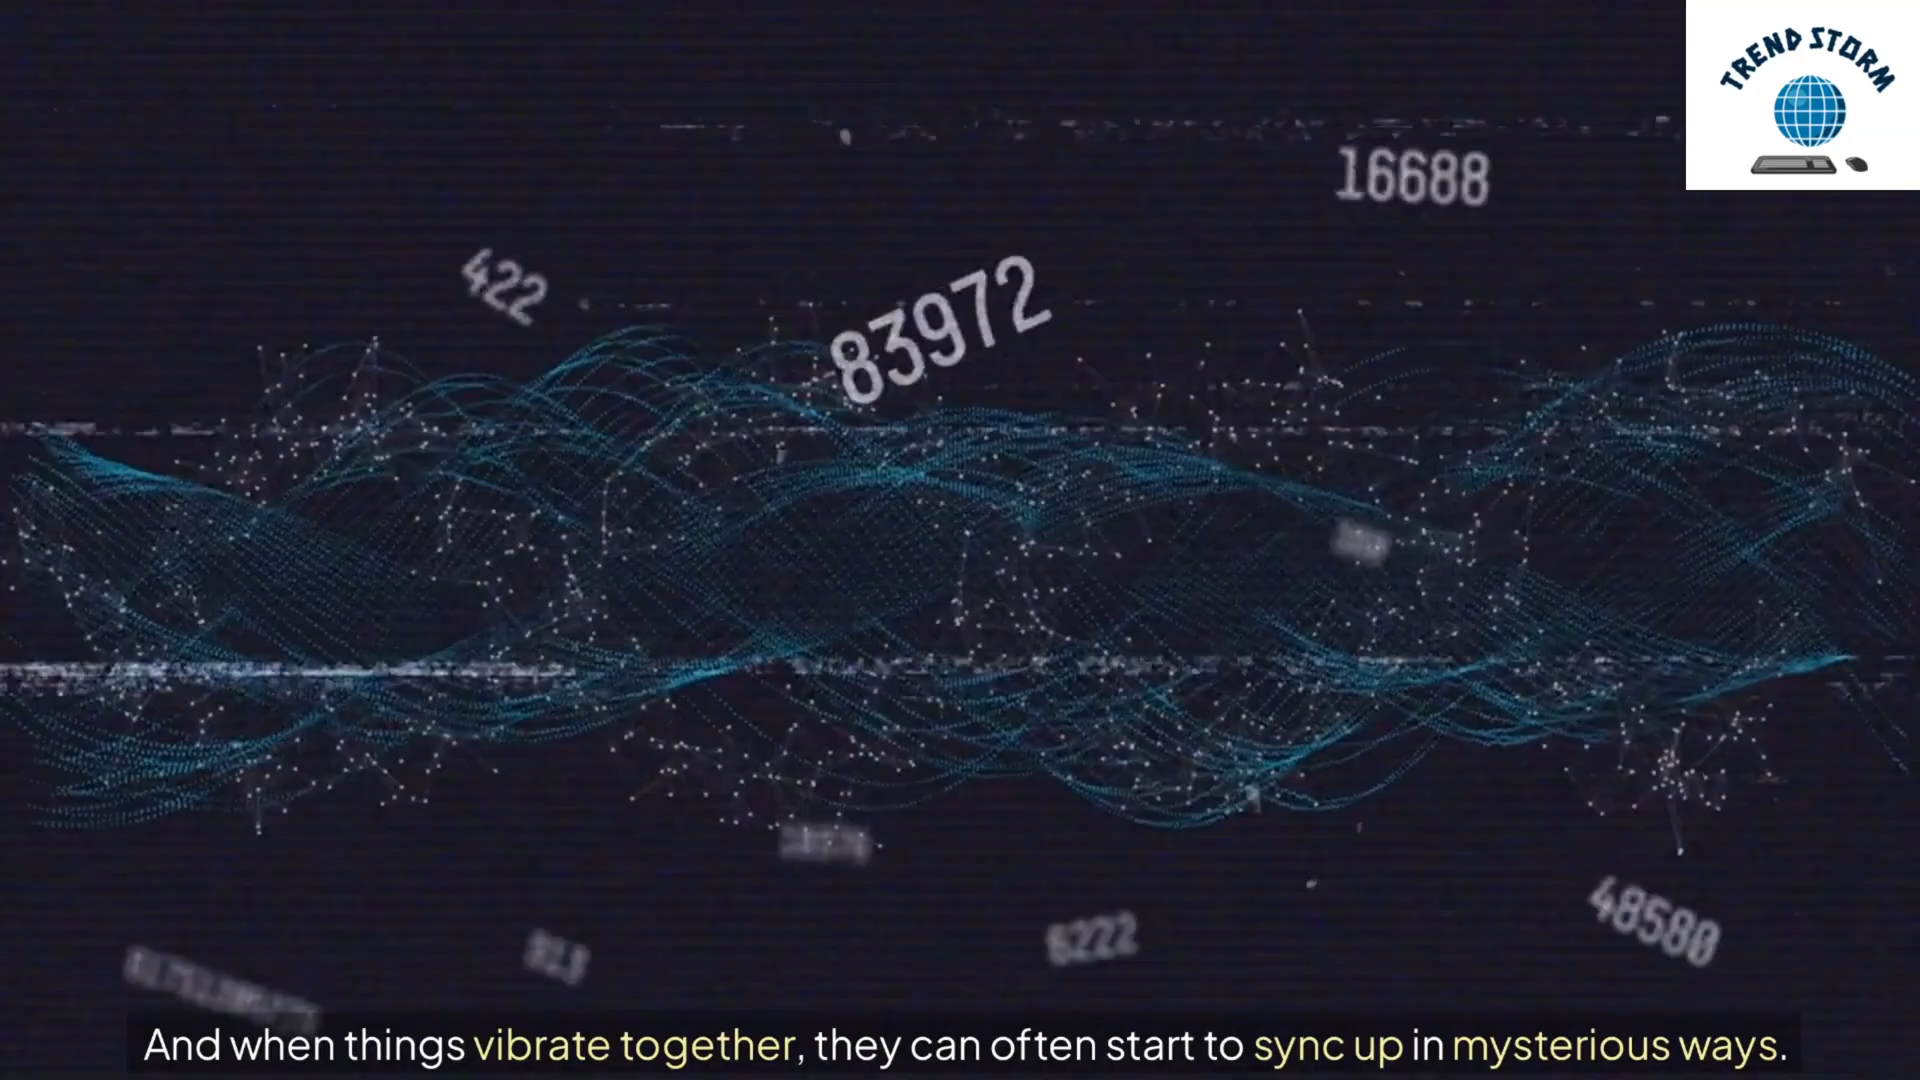 TREND STORM
16688
422
83972
6222
48580
And when things vibrate together, they can often start to sync up in mysterious ways.